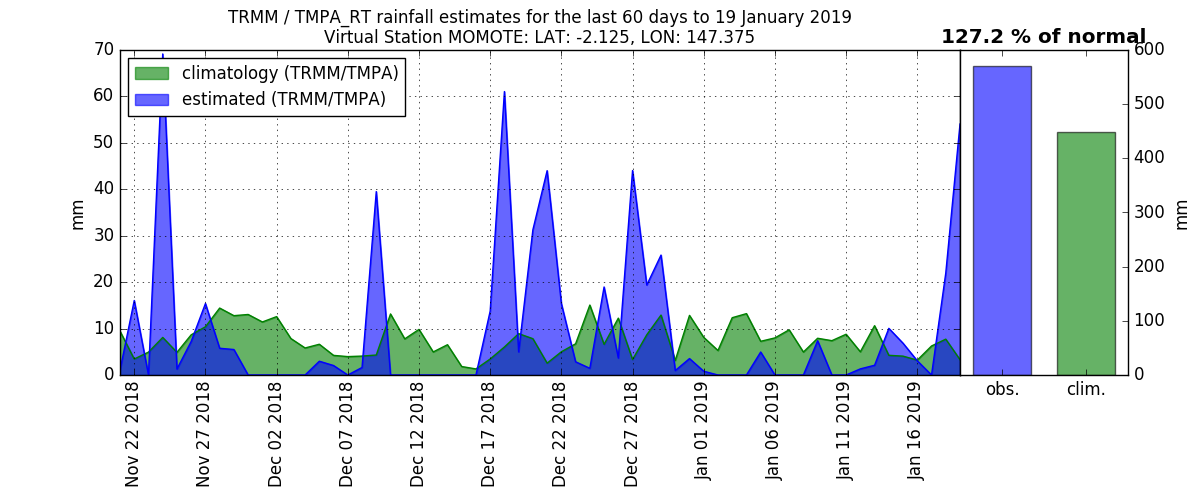 TRMM / TMPA_RT rainfall estimates for the last 60 days to 19 January 2019
Virtual Station MOMOTE: LAT: -2.125, LON: 147.375
127.2 % of normal
climatology (TRMM/TMPA)
estimated (TRMM/TMPA)
70
60
50
40
30
20
10
0
mm
Nov 22 2018
Nov 27 2018
Dec 02 2018
Dec 07 2018
Dec 12 2018
Dec 17 2018
Dec 22 2018
Dec 27 2018
Jan 01 2019
Jan 06 2019
Jan 11 2019
Jan 16 2019
600
500
400
300
200
100
0
mm
obs.
clim.